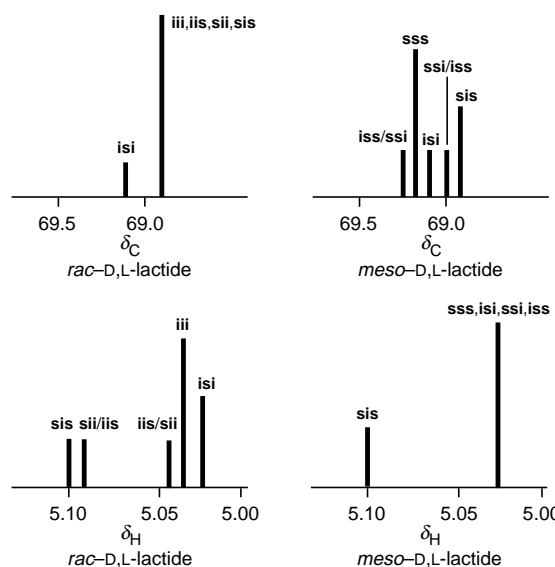 iii,iis,sii,sis
isi
69.5 69.0
δC
rac–D,L-lactide
sss
ssi/iss
sis
iss/ssi isi
69.5 69.0
δC
meso–D,L-lactide
iii
isi
sis sii/iis iis/sii
5.10 5.05 5.00
δH
rac–D,L-lactide
sss,isi,ssi,iss
sis
5.10 5.05 5.00
δH
meso–D,L-lactide